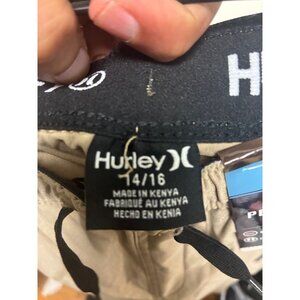 H
Hurley
14/16
MADE IN KENYA
FABRIQUÉ AU KENYA
HECHO EN KENIA